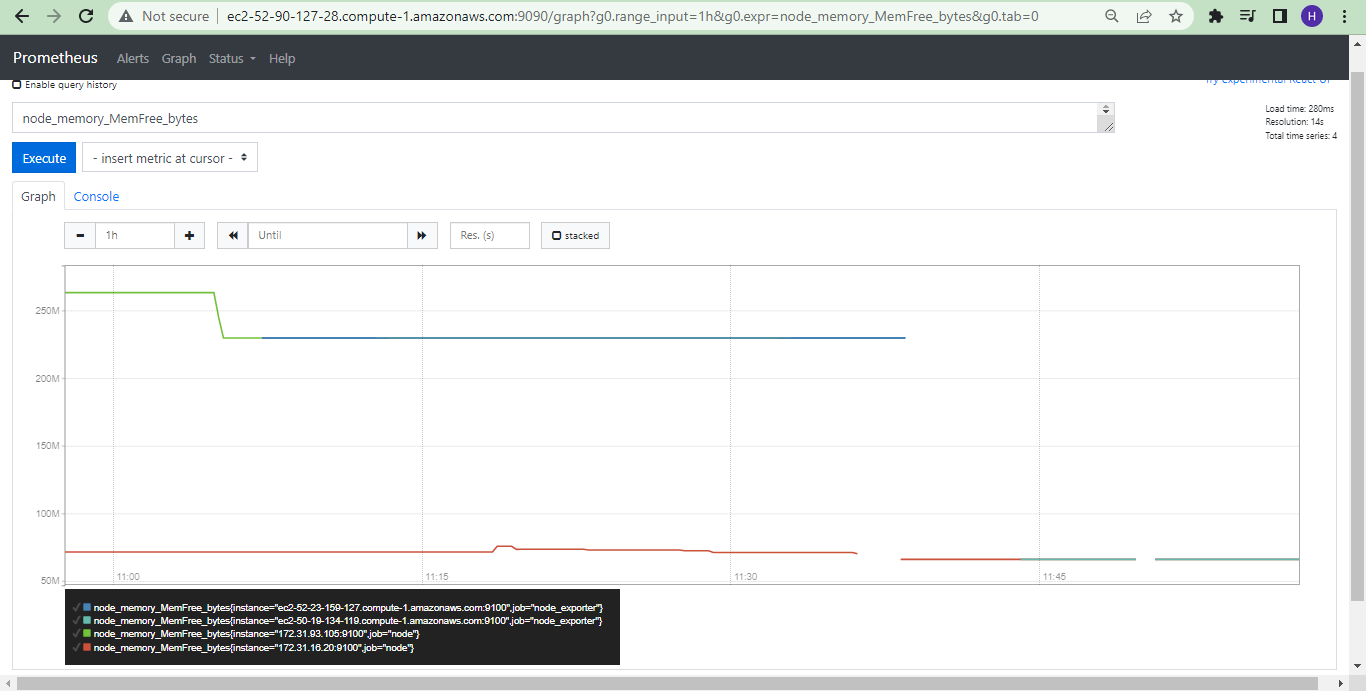 Not secure
ec2-52-90-127-28.compute-1.amazonaws.com:9090/graph?g0.range_input=1h&g0.expr=node_memory_MemFree_bytes&g0.tab=0
H
Prometheus Alerts Graph Status Help
Enable query history
Try experimental React UI
node_memory_MemFree_bytes
Load time: 280ms
Resolution: 14s
Total time series: 4
Execute
- insert metric at cursor -
Graph Console
- 1h +
Until
Res. (s)
stacked
250M
200M
150M
100M
50M
11:00 11:15 11:30 11:45
node_memory_MemFree_bytes{instance="ec2-52-23-159-127.compute-1.amazonaws.com:9100",job="node_exporter"}
node_memory_MemFree_bytes{instance="ec2-50-19-134-119.compute-1.amazonaws.com:9100",job="node_exporter"}
node_memory_MemFree_bytes{instance="172.31.93.105:9100",job="node"}
node_memory_MemFree_bytes{instance="172.31.16.20:9100",job="node"}